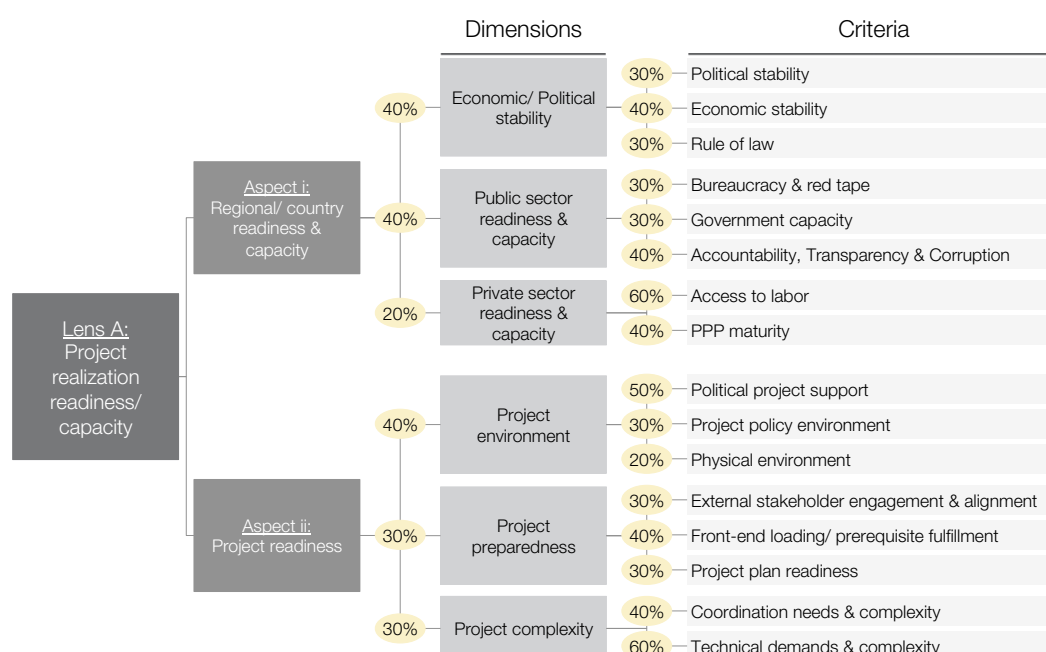 Dimensions
Criteria
Lens A:
Project
realization
readiness/
capacity
Aspect i:
Regional/ country
readiness &
capacity
40%
Economic/ Political
stability
30%
Political stability
40%
Economic stability
30%
Rule of law
40%
Public sector
readiness &
capacity
30%
Bureaucracy & red tape
30%
Government capacity
40%
Accountability, Transparency & Corruption
20%
Private sector
readiness &
capacity
60%
Access to labor
40%
PPP maturity
Aspect ii:
Project readiness
40%
Project
environment
50%
Political project support
30%
Project policy environment
20%
Physical environment
30%
Project
preparedness
30%
External stakeholder engagement & alignment
40%
Front-end loading/ prerequisite fulfillment
30%
Project plan readiness
30%
Project complexity
40%
Coordination needs & complexity
60%
Technical demands & complexity